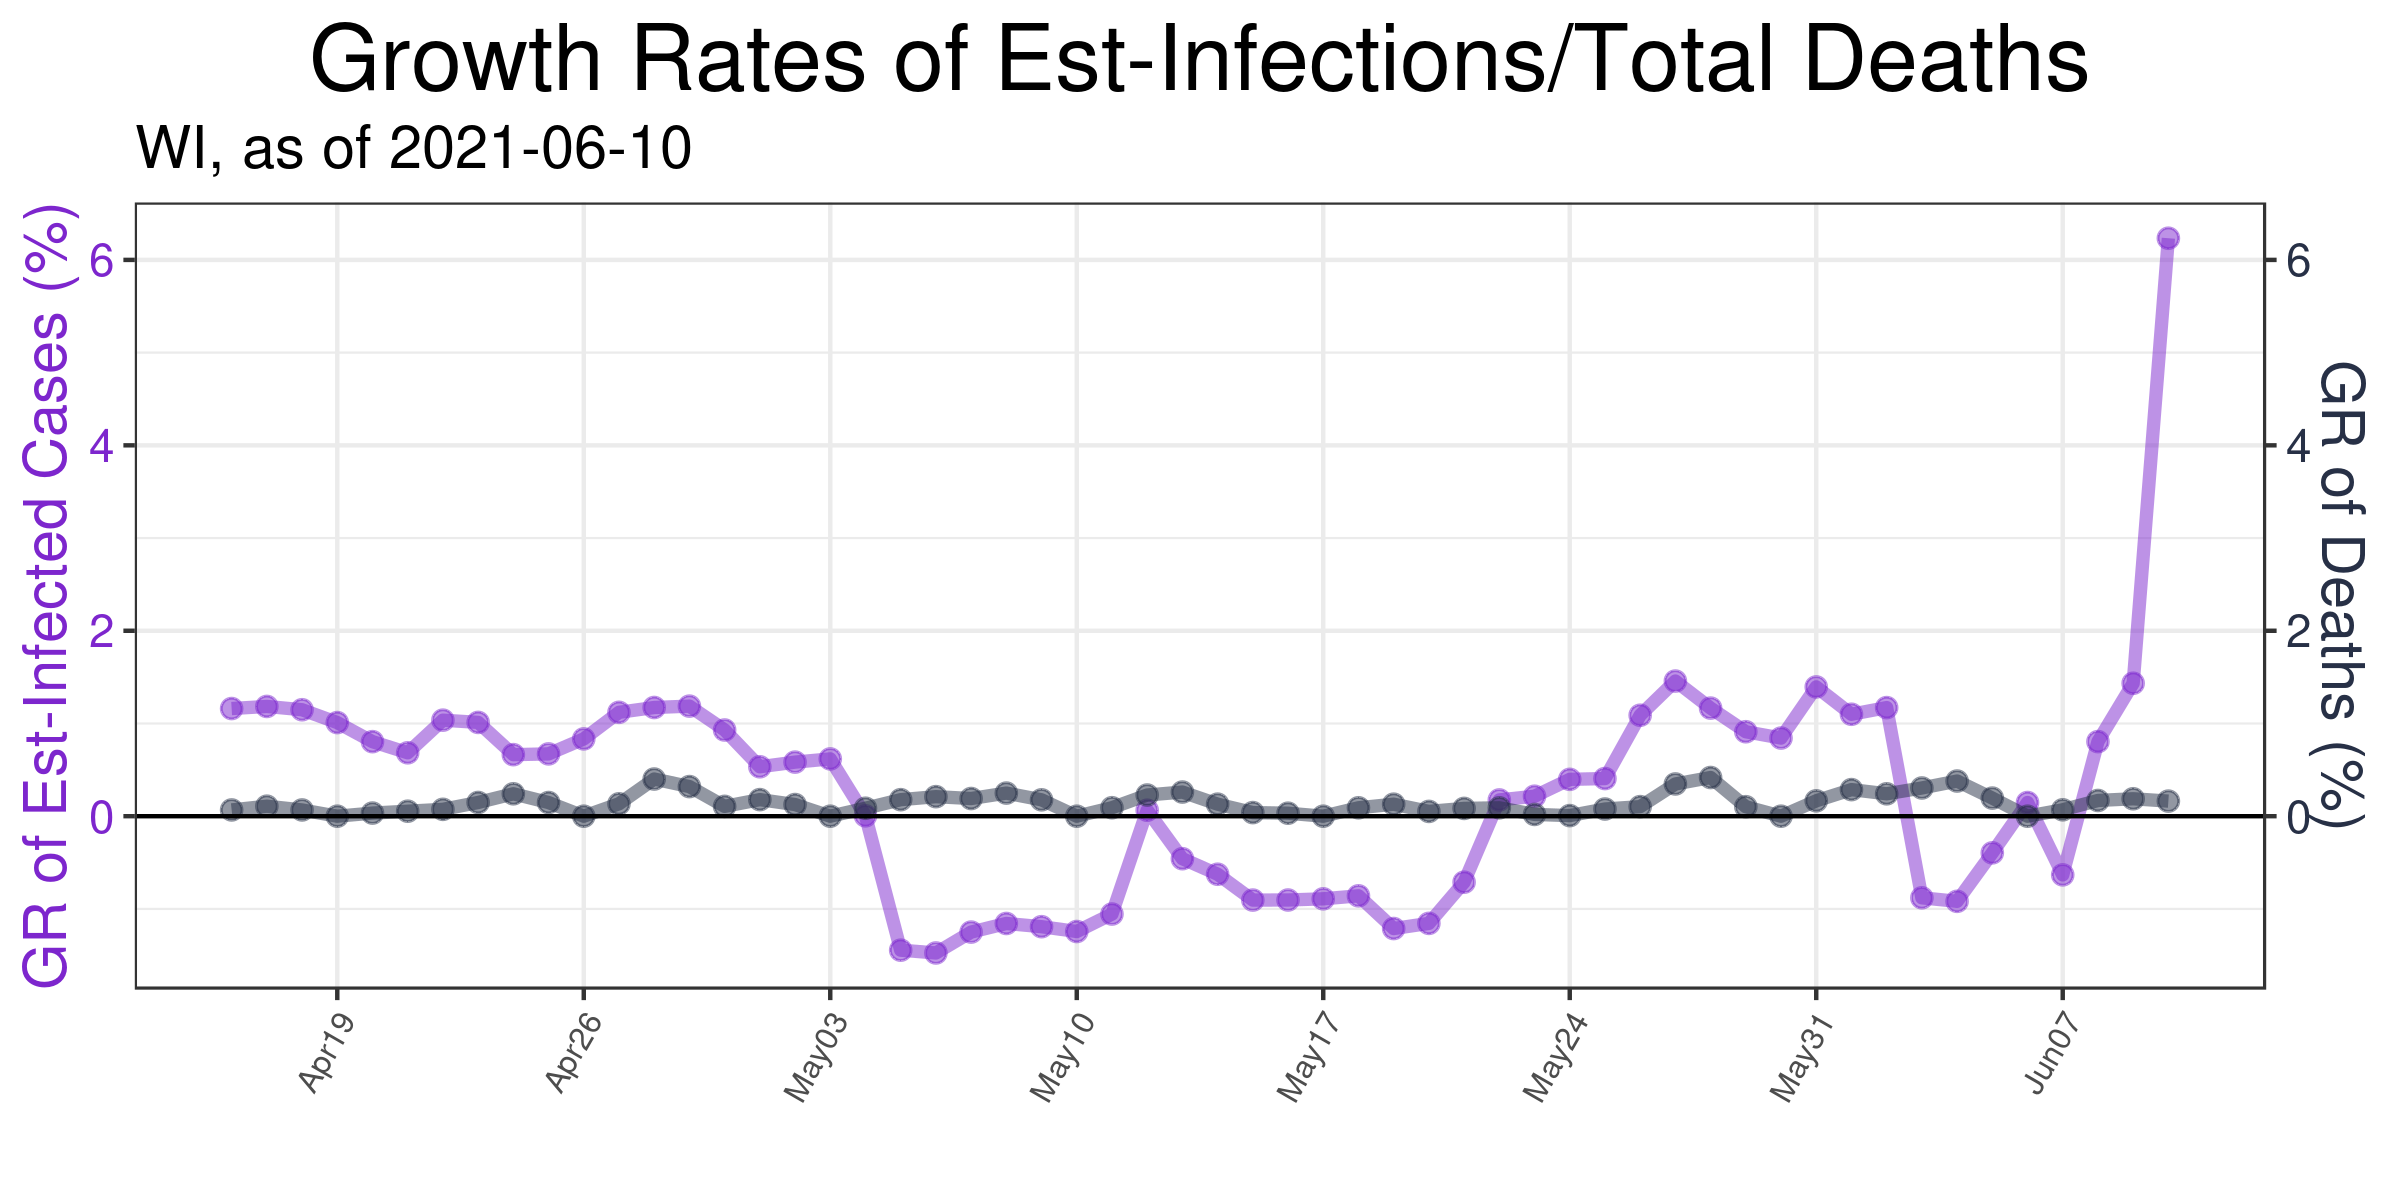 Growth Rates of Est-Infections/Total Deaths
WI, as of 2021-06-10
GR of Est-Infected Cases (%)
6
4
2
0
6
4
2
0
GR of Deaths (%)
Apr19
Apr26
May03
May10
May17
May24
May31
Jun07